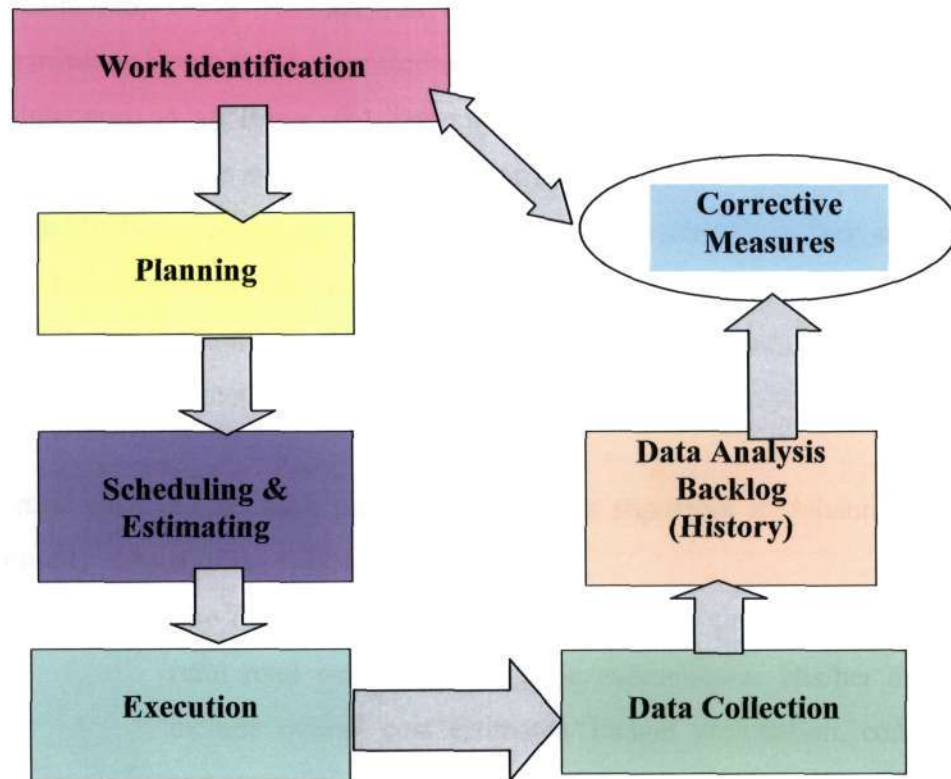 Work identification
Planning
Scheduling &
Estimating
Execution
Data Collection
Data Analysis
Backlog
(History)
Corrective
Measures